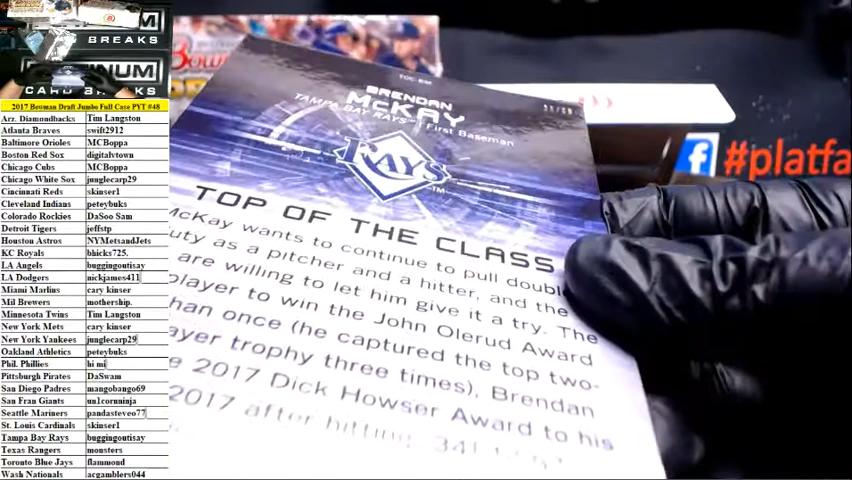 BREAKS
PLATINUM
CARD BREAKS
2017 Bowman Draft Jumbo Full Case PYT #48
Arz. Diamondbacks Tim Langston
Atlanta Braves swift2912
Baltimore Orioles MCBoppa
Boston Red Sox digitaltown
Chicago Cubs MCBoppa
Chicago White Sox junglecarp29
Cincinnati Reds skinser1
Cleveland Indians peteybuks
Colorado Rockies DaSoo Sam
Detroit Tigers jeffstp
Houston Astros NYMetsandJets
KC Royals bhicks725.
LA Angels buggingoutisay
LA Dodgers nickjames411
Miami Marlins cary kinser
Mil Brewers mothership.
Minnesota Twins Tim Langston
New York Mets cary kinser
New York Yankees junglecarp29
Oakland Athletics peteybuks
Phil. Phillies hi mi
Pittsburgh Pirates DaSwam
San Diego Padres mangobango69
San Fran Giants un1cornninja
Seattle Mariners pandasteveo77
St. Louis Cardinals skinser1
Tampa Bay Rays buggingoutisay
Texas Rangers monsters
Toronto Blue Jays flammond
Wash Nationals acgamblers044
BRENDAN
McKAY
TAMPA BAY RAYS™ | First Baseman
RAYS
TOP OF THE CLASS
McKay wants to continue to pull double
duty as a pitcher and a hitter, and the
are willing to let him give it a try. The
player to win the John Olerud Award
than once (he captured the top two-
player trophy three times), Brendan
2017 Dick Howser Award to his
2017 after hitting .341
f #platfa